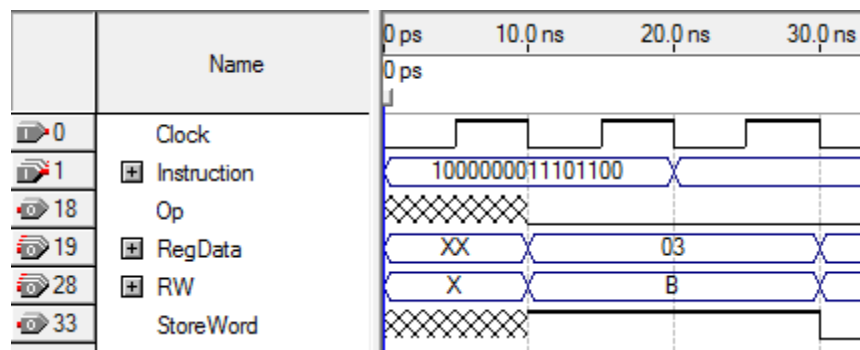 0 ps 10.0 ns 20.0 ns 30.0 ns
Name 0 ps
0 Clock
1 Instruction 1000000011101100
18 Op
19 RegData XX 03
28 RW X B
33 StoreWord